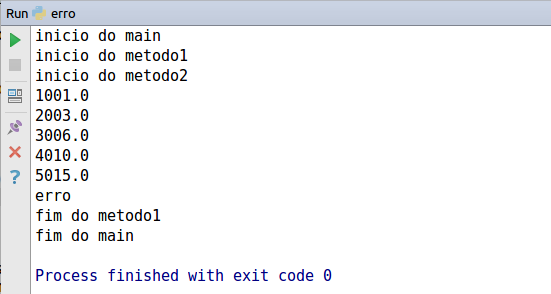 Run erro
inicio do main
inicio do metodo1
inicio do metodo2
1001.0
2003.0
3006.0
4010.0
5015.0
erro
fim do metodo1
fim do main
Process finished with exit code 0